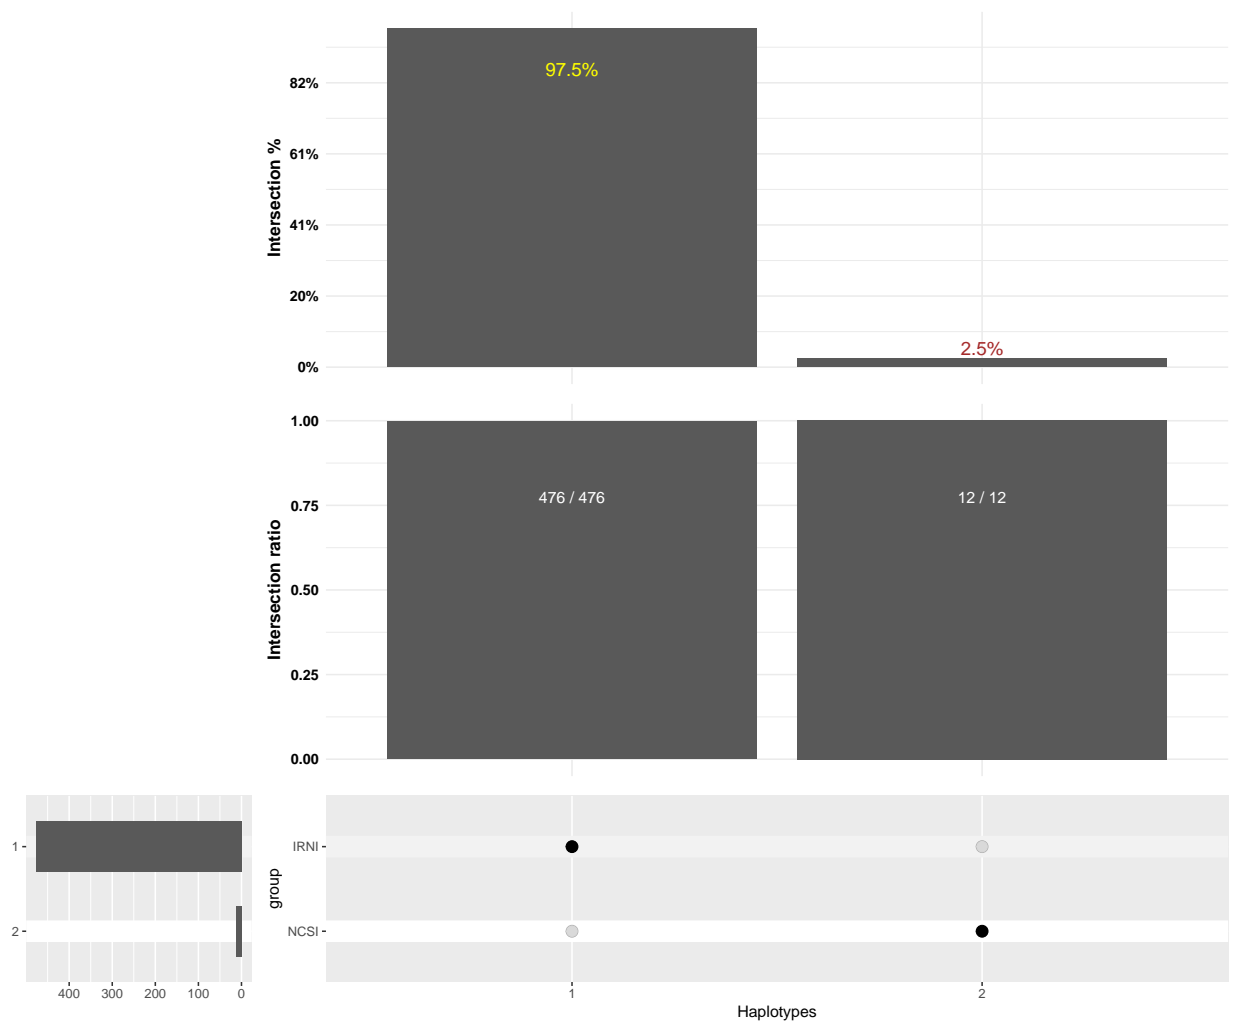 Intersection %
82%
61%
41%
20%
0%
97.5%
2.5%
Intersection ratio
1.00
0.75
0.50
0.25
0.00
476 / 476
12 / 12
1
2
400 300 200 100 0
group
IRNI
NCSI
1 2
Haplotypes